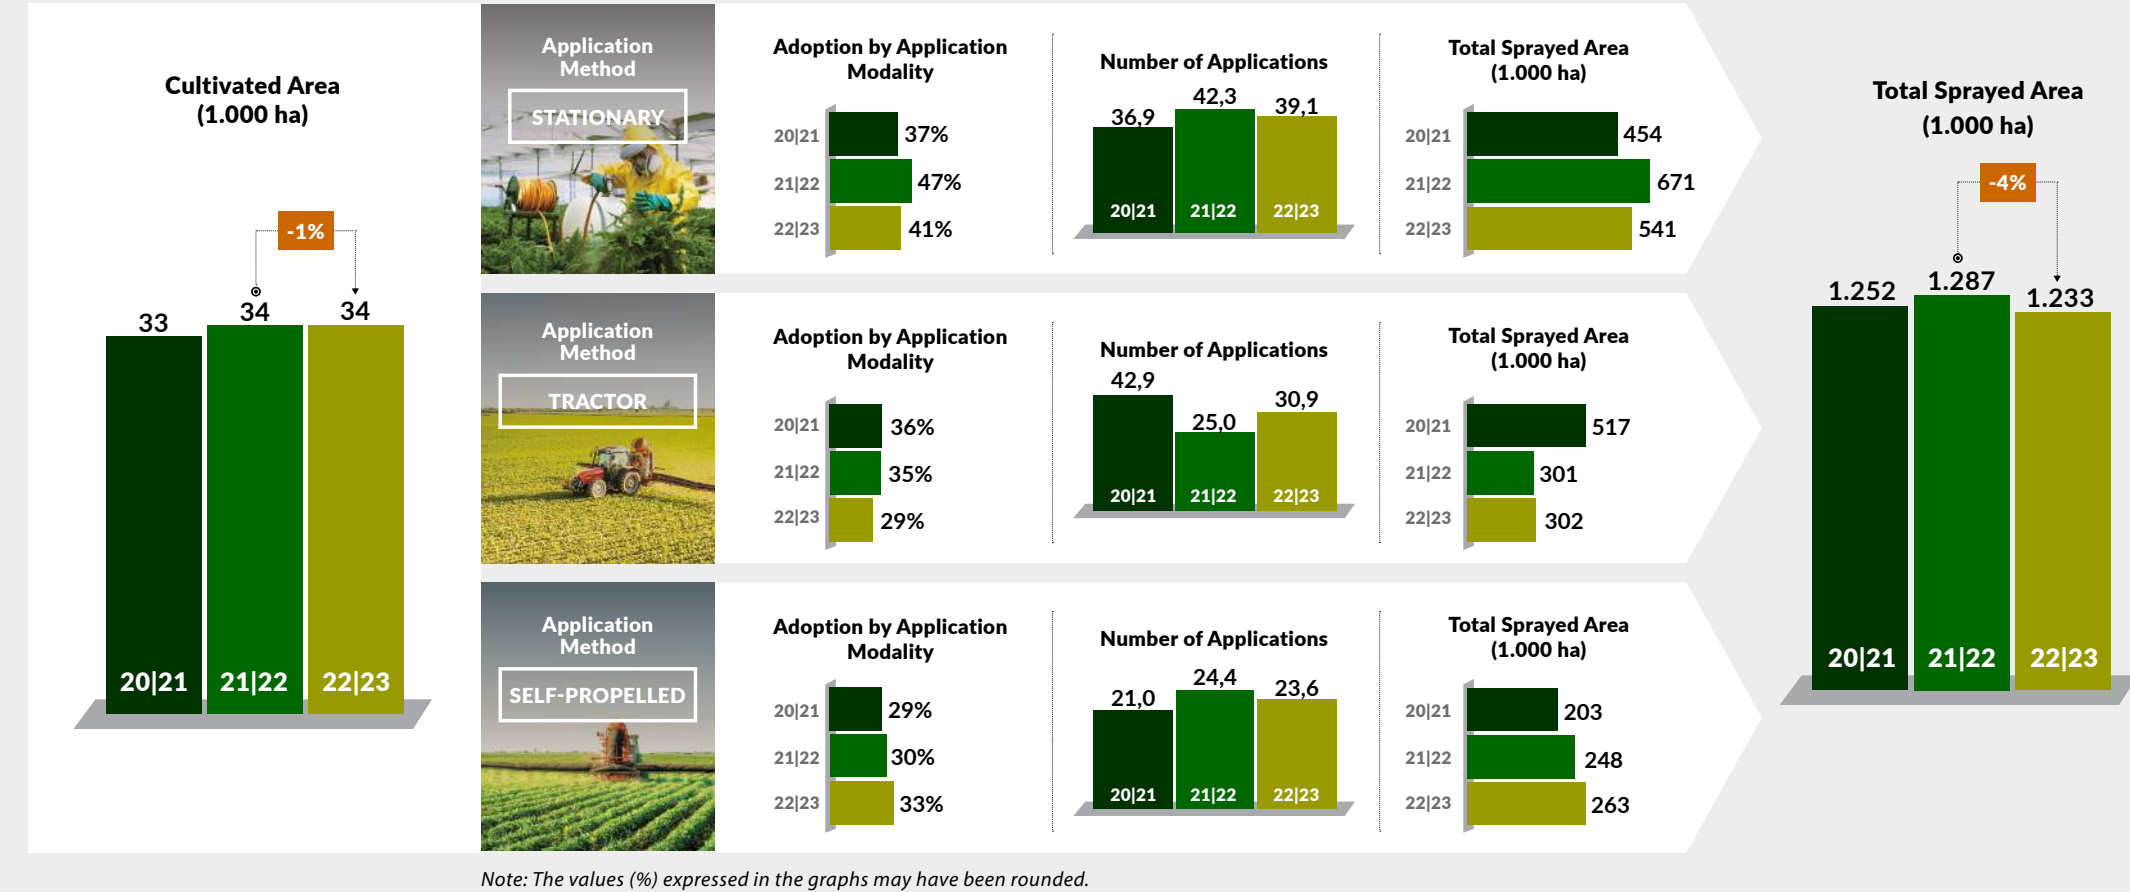 Cultivated Area
(1.000 ha)
-1%
33
34
34
20|21
21|22
22|23
Application
Method
STATIONARY
Adoption by Application
Modality
20|21
37%
21|22
47%
22|23
41%
Number of Applications
36,9
42,3
39,1
20|21
21|22
22|23
Total Sprayed Area
(1.000 ha)
20|21
454
21|22
671
22|23
541
Application
Method
TRACTOR
Adoption by Application
Modality
20|21
36%
21|22
35%
22|23
29%
Number of Applications
42,9
25,0
30,9
20|21
21|22
22|23
Total Sprayed Area
(1.000 ha)
20|21
517
21|22
301
22|23
302
Application
Method
SELF-PROPELLED
Adoption by Application
Modality
20|21
29%
21|22
30%
22|23
33%
Number of Applications
21,0
24,4
23,6
20|21
21|22
22|23
Total Sprayed Area
(1.000 ha)
20|21
203
21|22
248
22|23
263
Total Sprayed Area
(1.000 ha)
-4%
1.252
1.287
1.233
20|21
21|22
22|23
Note: The values (%) expressed in the graphs may have been rounded.